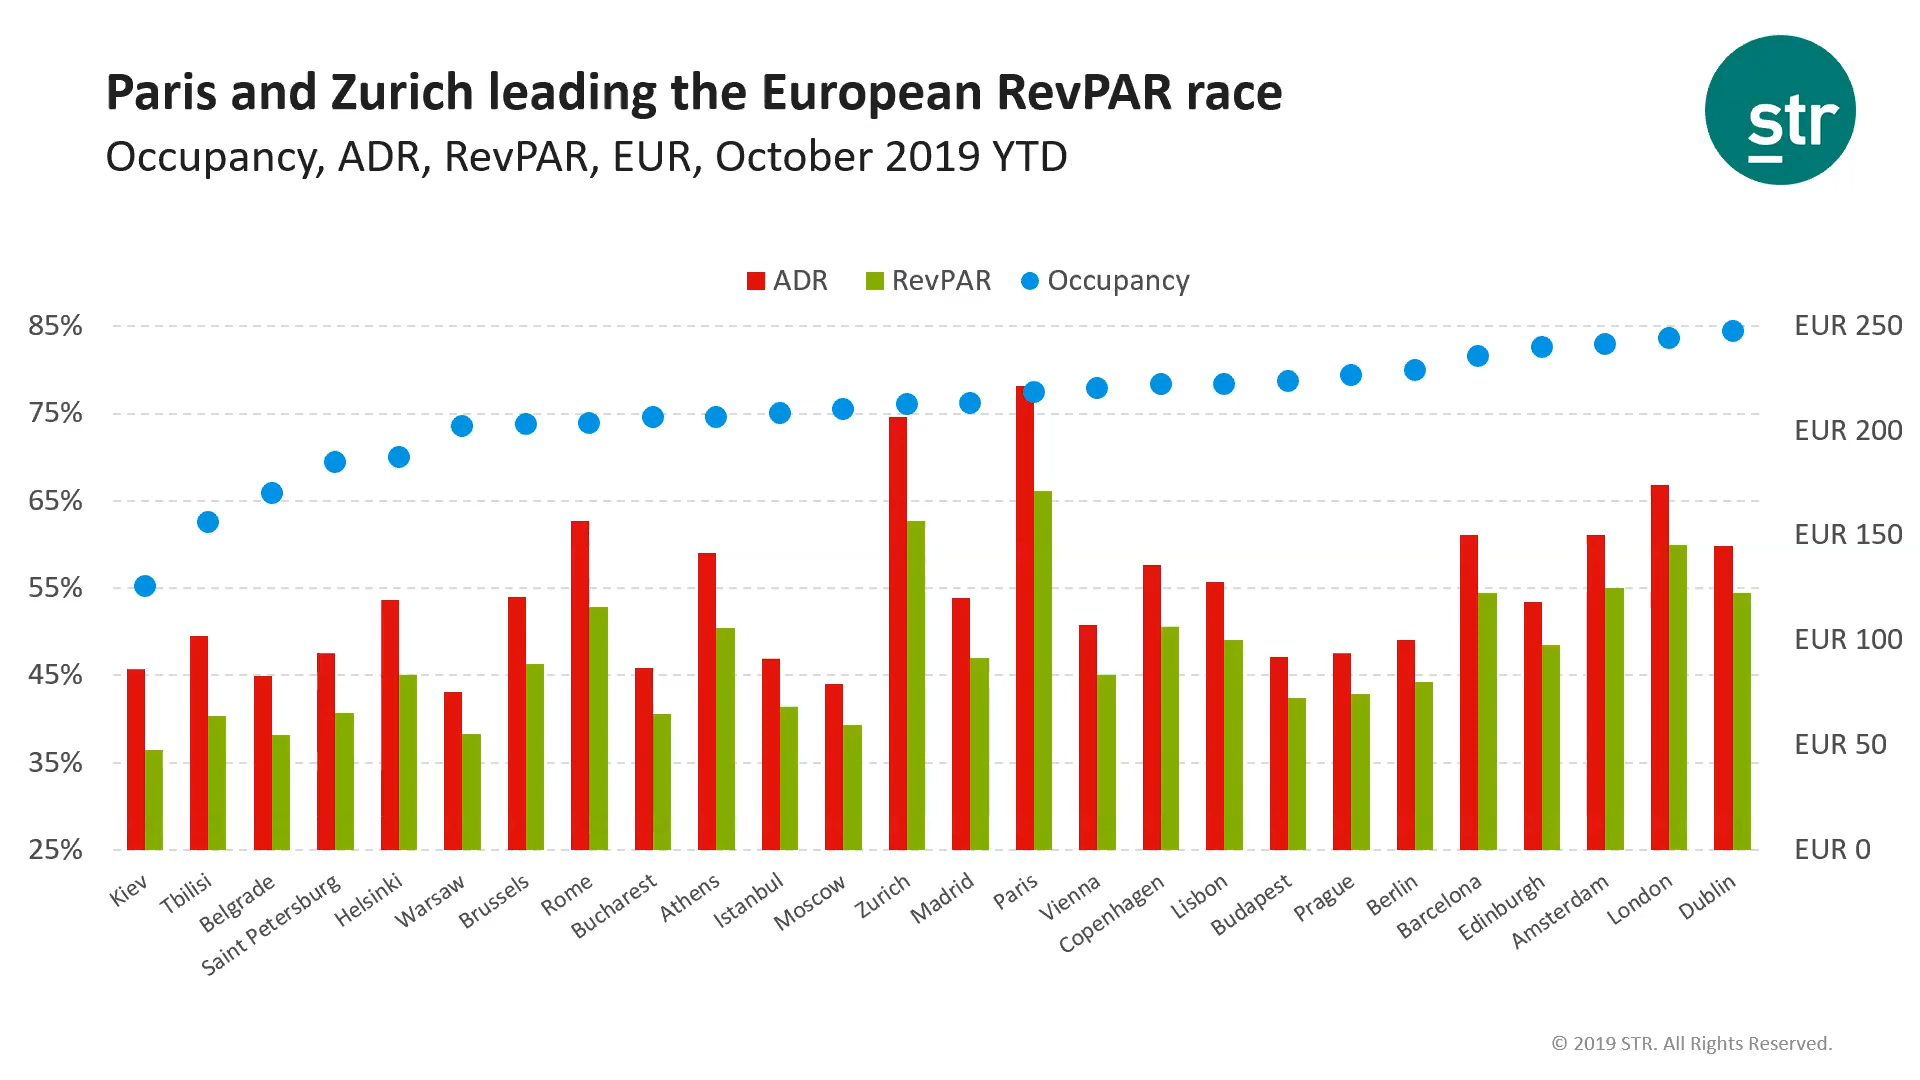 Paris and Zurich leading the European RevPAR race
Occupancy, ADR, RevPAR, EUR, October 2019 YTD
str
ADR RevPAR Occupancy
85% EUR 250
75%
EUR 200
65%
EUR 150
55%
EUR 100
45%
EUR 50
35%
25% EUR 0
Kiev
Tbilisi
Belgrade
Saint Petersburg
Helsinki
Warsaw
Brussels
Rome
Bucharest
Athens
Istanbul
Moscow
Zurich
Madrid
Paris
Vienna
Copenhagen
Lisbon
Budapest
Prague
Berlin
Barcelona
Edinburgh
Amsterdam
London
Dublin
© 2019 STR. All Rights Reserved.